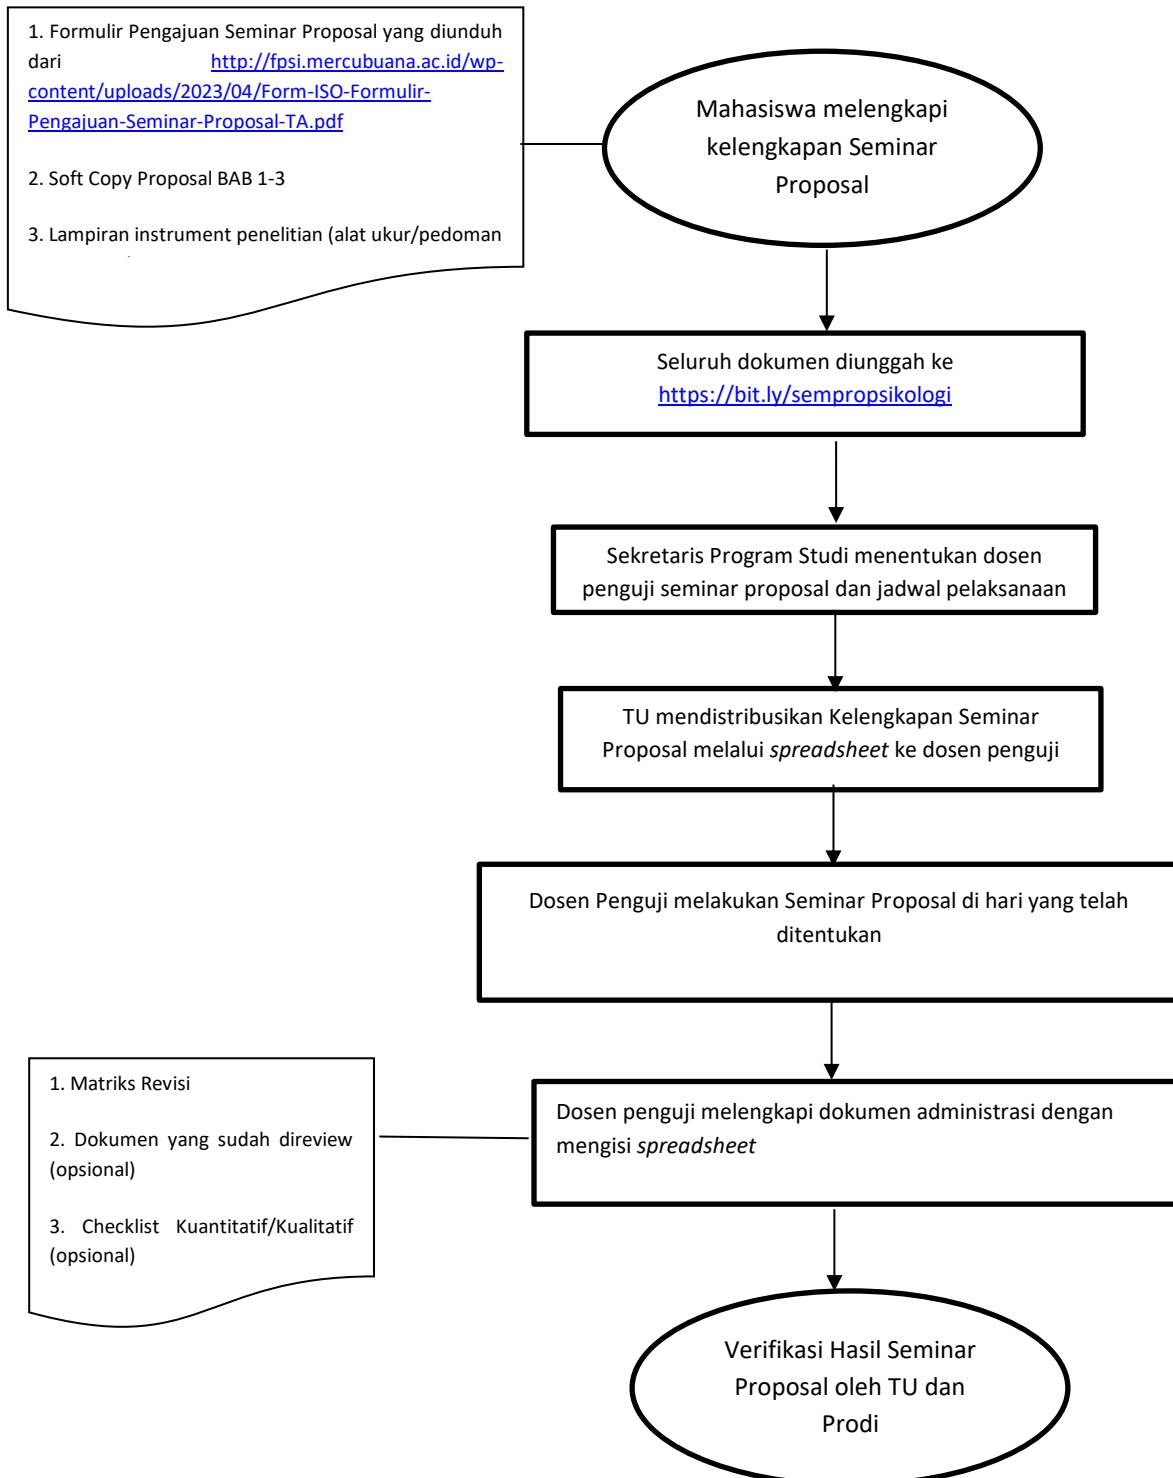 1. Formulir Pengajuan Seminar Proposal yang diunduh
dari http://fpsi.mercubuana.ac.id/wp-
content/uploads/2023/04/Form-ISO-Formulir-
Pengajuan-Seminar-Proposal-TA.pdf
2. Soft Copy Proposal BAB 1-3
3. Lampiran instrument penelitian (alat ukur/pedoman
Mahasiswa melengkapi
kelengkapan Seminar
Proposal
Seluruh dokumen diunggah ke
https://bit.ly/sempropsikologi
Sekretaris Program Studi menentukan dosen
penguji seminar proposal dan jadwal pelaksanaan
TU mendistribusikan Kelengkapan Seminar
Proposal melalui spreadsheet ke dosen penguji
Dosen Penguji melakukan Seminar Proposal di hari yang telah
ditentukan
1. Matriks Revisi
2. Dokumen yang sudah direview
(opsional)
3. Checklist Kuantitatif/Kualitatif
(opsional)
Dosen penguji melengkapi dokumen administrasi dengan
mengisi spreadsheet
Verifikasi Hasil Seminar
Proposal oleh TU dan
Prodi